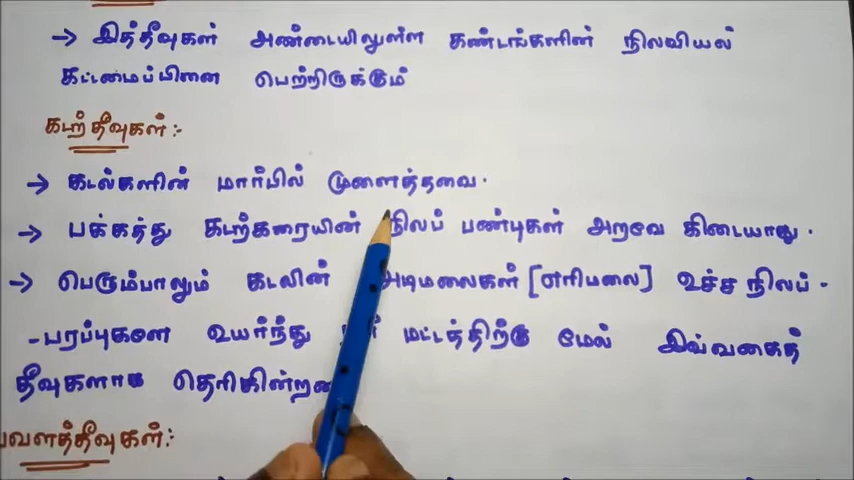 → இத்தீவுகள் அண்டையிலுள்ள கண்டங்களின் நிலவியல்
கட்டமைப்பினை பெற்றிருக்கும்
கடற்தீவுகள்:-
→ கடல்களின் மார்பில் முளைத்தவை.
→ பக்கத்து கடற்கரையின் நிலப் பண்புகள் அறவே கிடையாது.
→ பெரும்பாலும் கடலின் அடிமலைகள் [எரிமலை] உச்ச நிலப்.
-பரப்புகளை உயர்ந்து மட்டத்திற்கு மேல் இவ்வகைத்
தீவுகளாக தெரிகின்றன
பவளத்தீவுகள்:-